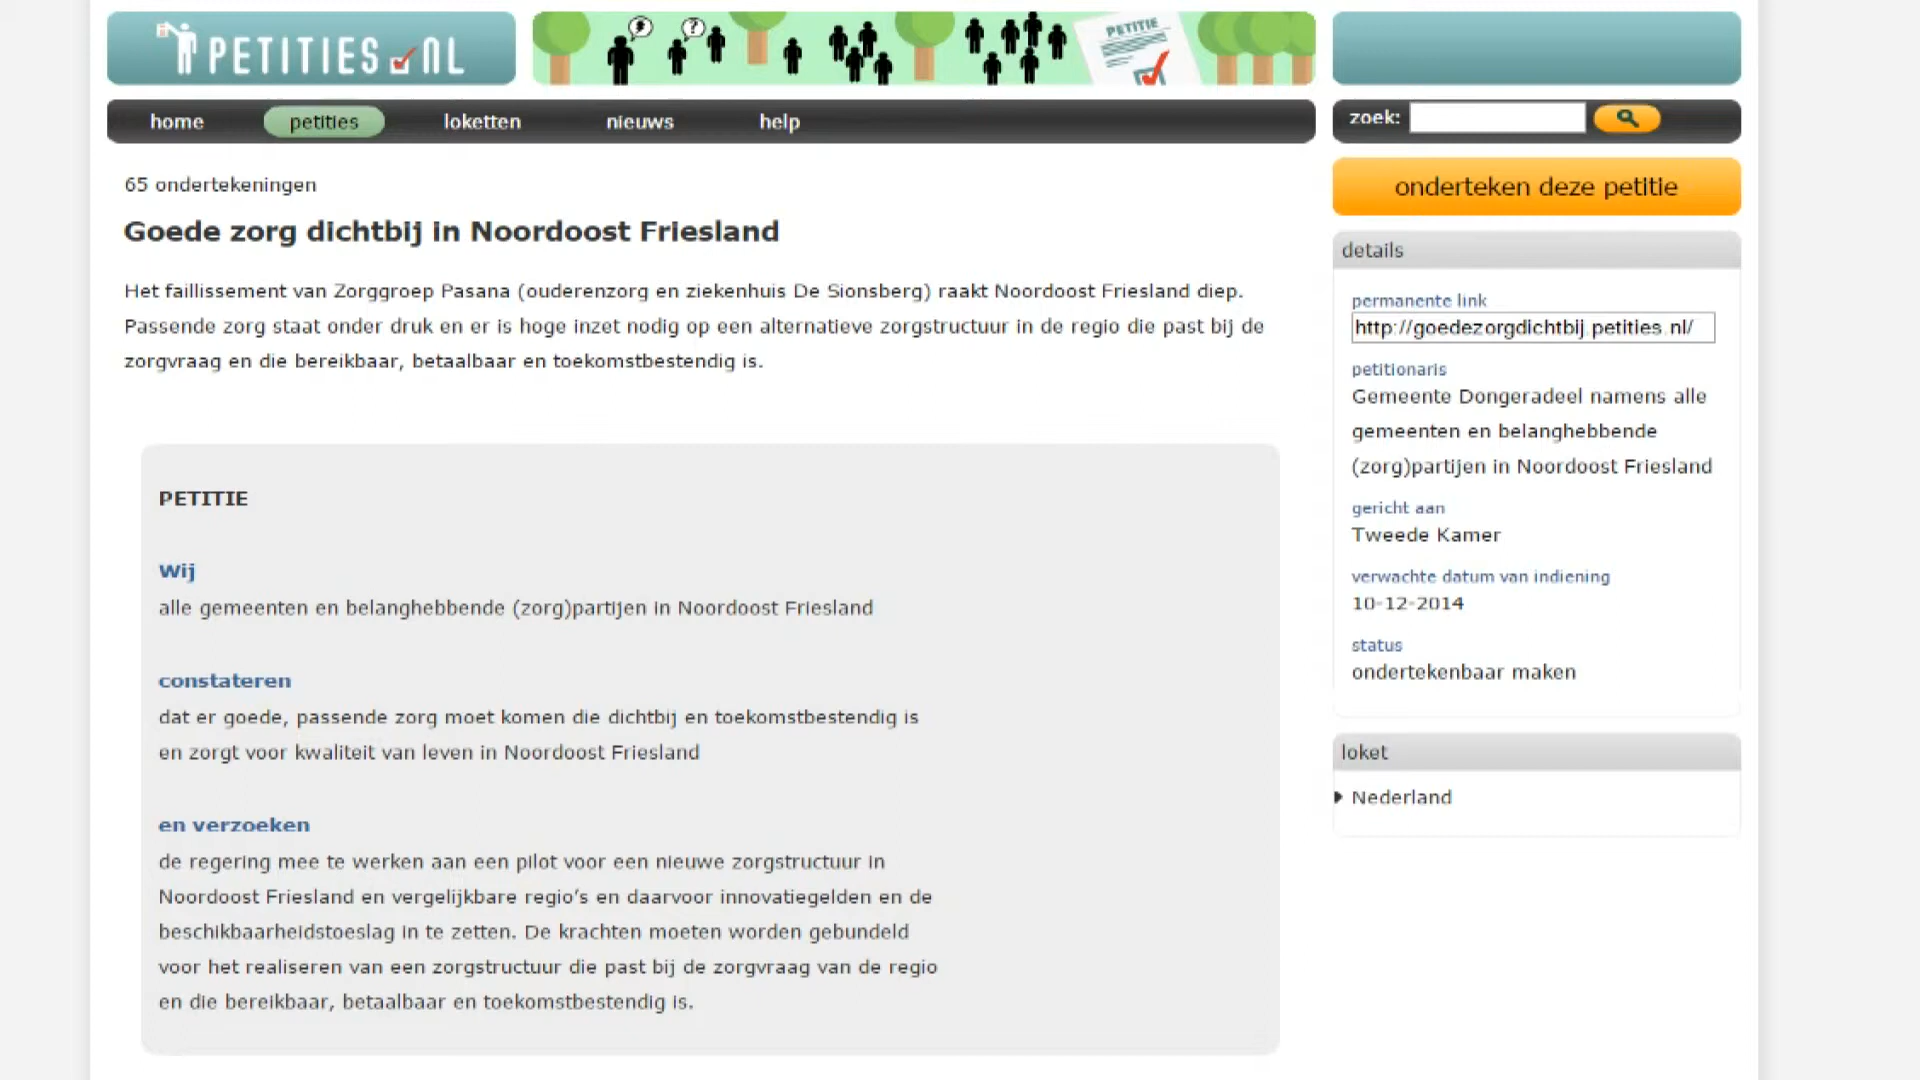 PETITIES NL
PETITIE
home
petities
loketten
nieuws
help
zoek:
65 ondertekeningen
Goede zorg dichtbij in Noordoost Friesland
Het faillissement van Zorggroep Pasana (ouderenzorg en ziekenhuis De Sionsberg) raakt Noordoost Friesland diep.
Passende zorg staat onder druk en er is hoge inzet nodig op een alternatieve zorgstructuur in de regio die past bij de
zorgvraag en die bereikbaar, betaalbaar en toekomstbestendig is.
PETITIE
Wij
alle gemeenten en belanghebbende (zorg)partijen in Noordoost Friesland
constateren
dat er goede, passende zorg moet komen die dichtbij en toekomstbestendig is
en zorgt voor kwaliteit van leven in Noordoost Friesland
en verzoeken
de regering mee te werken aan een pilot voor een nieuwe zorgstructuur in
Noordoost Friesland en vergelijkbare regio's en daarvoor innovatiegelden en de
beschikbaarheidstoeslag in te zetten. De krachten moeten worden gebundeld
voor het realiseren van een zorgstructuur die past bij de zorgvraag van de regio
en die bereikbaar, betaalbaar en toekomstbestendig is.
onderteken deze petitie
details
permanente link
http://goedezorgdichtbij.petities.nl/
petitionaris
Gemeente Dongeradeel namens alle
gemeenten en belanghebbende
(zorg)partijen in Noordoost Friesland
gericht aan
Tweede Kamer
verwachte datum van indiening
10-12-2014
status
ondertekenbaar maken
loket
Nederland